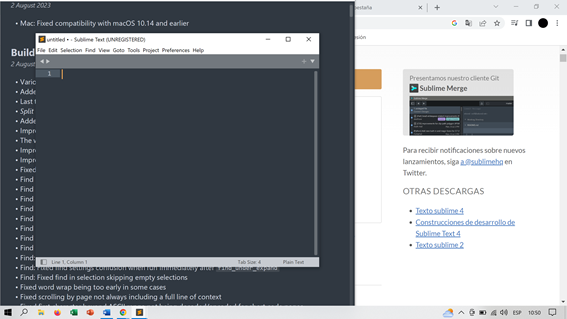 2 August 2023
• Mac: Fixed compatibility with macOS 10.14 and earlier
Build
2 Augus
• Vario
• Adde
• Last t
• Split
• Adde
• Impro
• The v
• Impro
• Impro
• Fixed
• Find
• Find
• Find
• Find
• Find
• Find
• Find
• Find
• Find
• Find: Fixed find settings confusion when run immediately after find_under_expand
• Find: Fixed find in selection skipping empty selections
• Fixed word wrap being too early in some cases
• Fixed scrolling by page not always including a full line of context
untitled • - Sublime Text (UNREGISTERED)
File Edit Selection Find View Goto Tools Project Preferences Help
1
Line 1, Column 1
Tab Size: 4
Plain Text
estaña
sión
Presentamos nuestro cliente Git
Sublime Merge
Para recibir notificaciones sobre nuevos
lanzamientos, siga a @sublimehq en
Twitter.
OTRAS DESCARGAS
• Texto sublime 4
• Construcciones de desarrollo de
Sublime Text 4
• Texto sublime 2
ESP
10:50